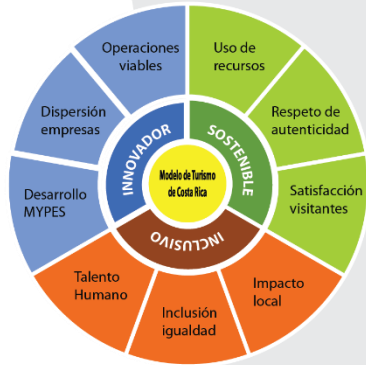 Operaciones
viables
Uso de
recursos
Dispersión
empresas
Respeto de
autenticidad
INNOVADOR
SOSTENIBLE
Modelo de Turismo
de Costa Rica
Desarrollo
MYPES
Satisfacción
visitantes
INCLUSIVO
Talento
Humano
Impacto
local
Inclusión
igualdad